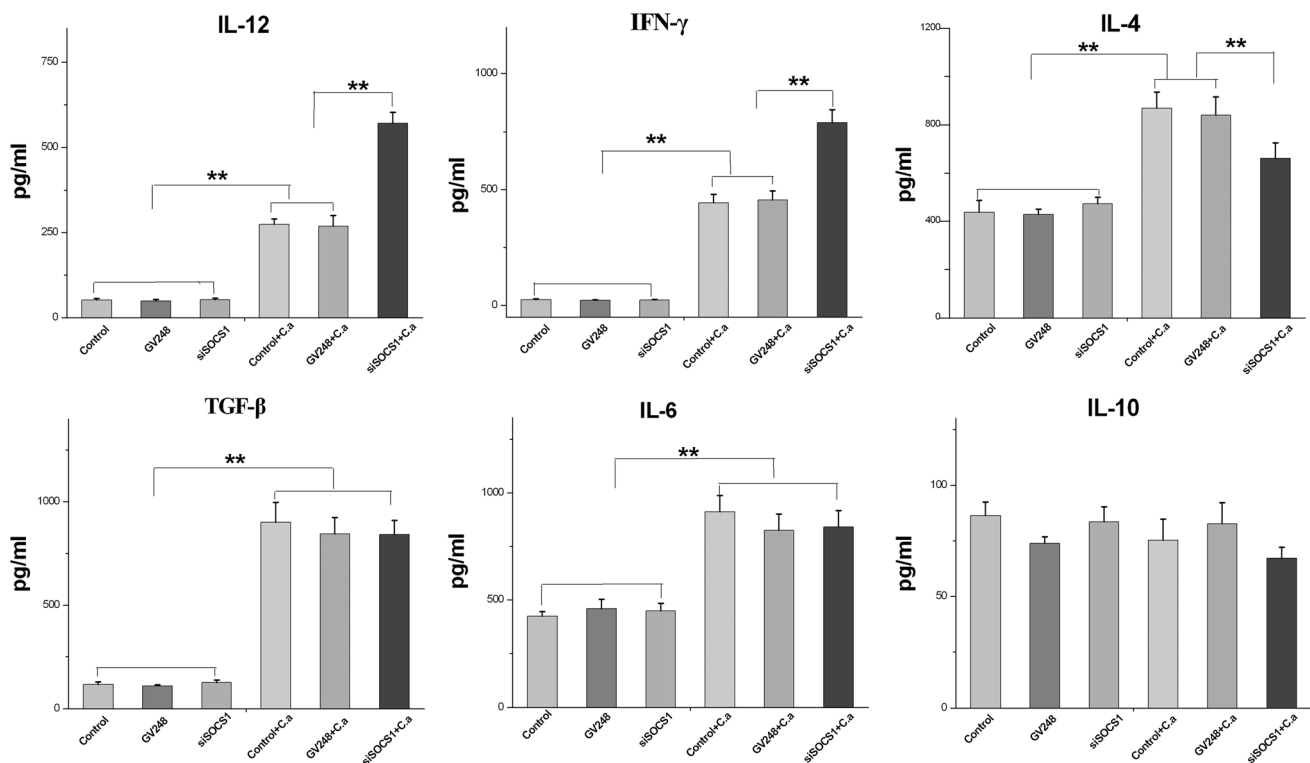 IL-12
pg/ml
750
500
250
0
**
**
Control
GV248
siSOCS1
Control+C.a
GV248+C.a
siSOCS1+C.a
IFN-γ
pg/ml
1000
500
0
**
**
Control
GV248
siSOCS1
Control+C.a
GV248+C.a
siSOCS1+C.a
IL-4
pg/ml
1200
800
400
0
**
**
Control
GV248
siSOCS1
Control+C.a
GV248+C.a
siSOCS1+C.a
TGF-β
pg/ml
1000
500
0
**
Control
GV248
siSOCS1
Control+C.a
GV248+C.a
siSOCS1+C.a
IL-6
pg/ml
1000
500
0
**
Control
GV248
siSOCS1
Control+C.a
GV248+C.a
siSOCS1+C.a
IL-10
pg/ml
100
50
0
Control
GV248
siSOCS1
Control+C.a
GV248+C.a
siSOCS1+C.a